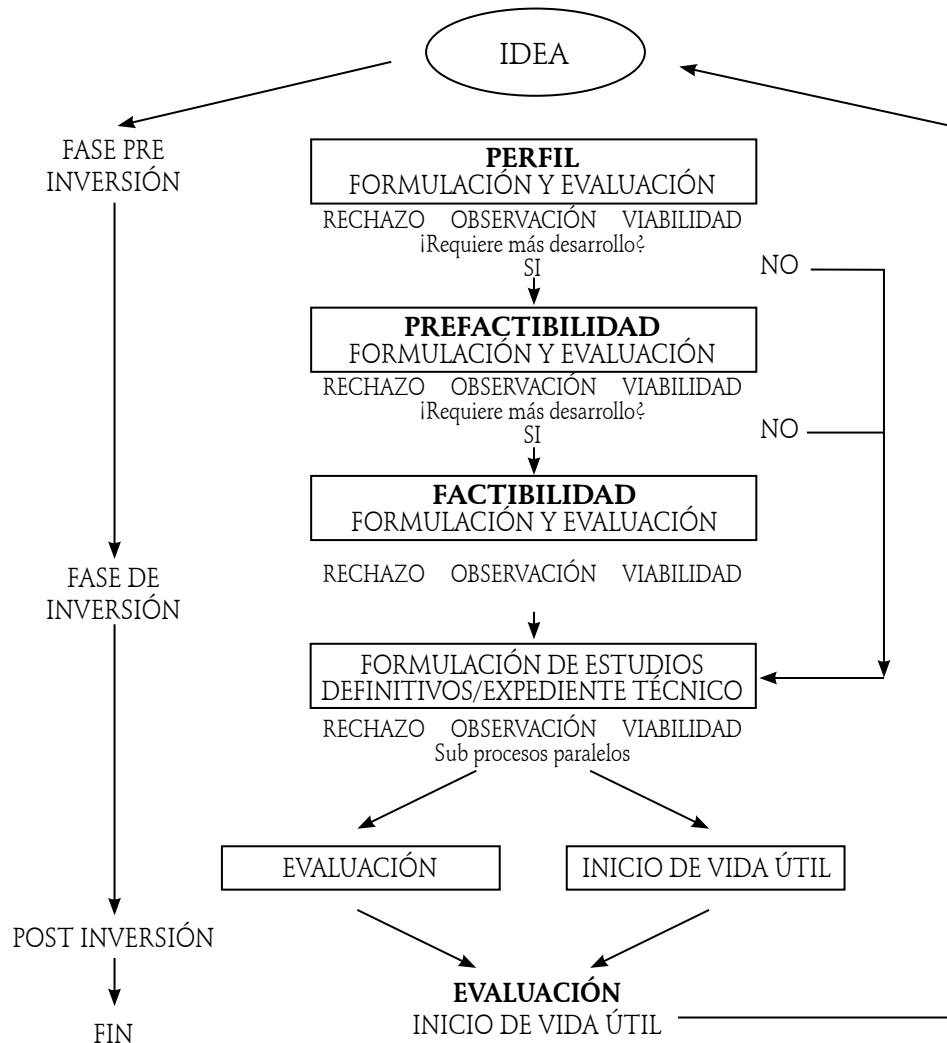 IDEA
FASE PRE
INVERSIÓN
PERFIL
FORMULACIÓN Y EVALUACIÓN
RECHAZO OBSERVACIÓN VIABILIDAD
¡Requiere más desarrollo?
SI
NO
PREFACTIBILIDAD
FORMULACIÓN Y EVALUACIÓN
RECHAZO OBSERVACIÓN VIABILIDAD
¡Requiere más desarrollo?
SI
NO
FACTIBILIDAD
FORMULACIÓN Y EVALUACIÓN
RECHAZO OBSERVACIÓN VIABILIDAD
FASE DE
INVERSIÓN
FORMULACIÓN DE ESTUDIOS
DEFINITIVOS/EXPEDIENTE TÉCNICO
RECHAZO OBSERVACIÓN VIABILIDAD
Sub procesos paralelos
EVALUACIÓN
INICIO DE VIDA ÚTIL
POST INVERSIÓN
EVALUACIÓN
INICIO DE VIDA ÚTIL
FIN